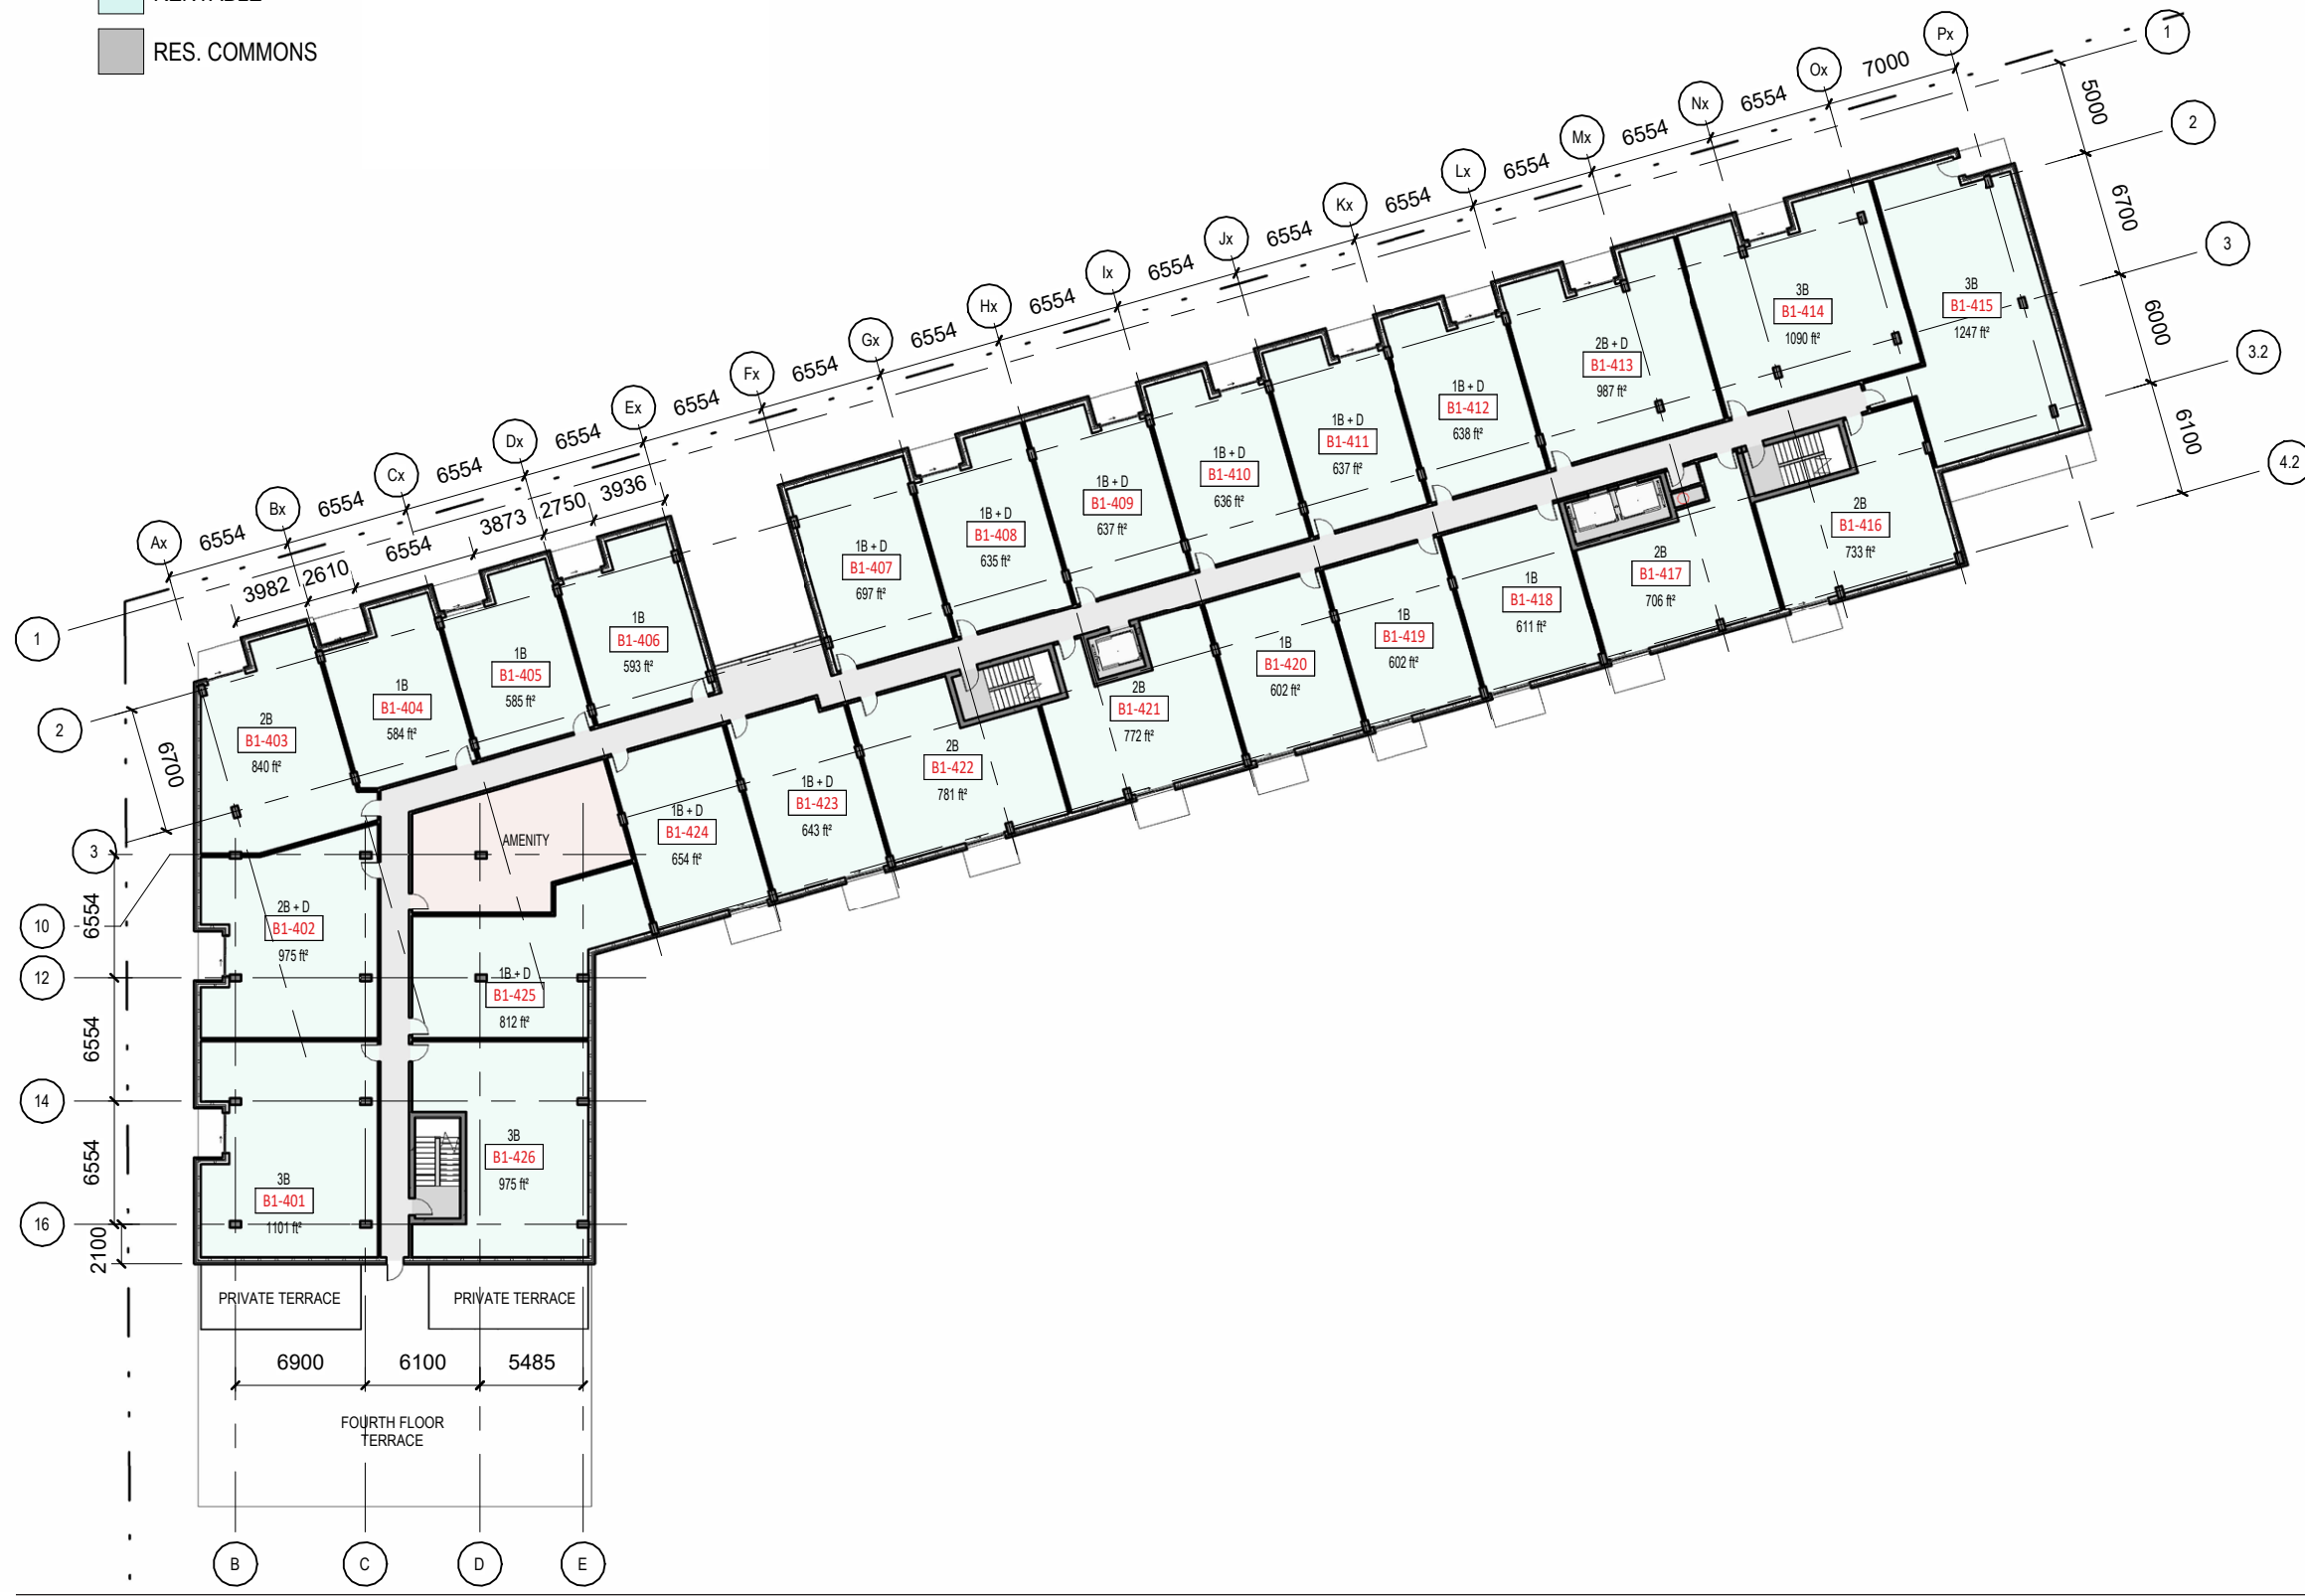 RES. COMMONS
Px
1
Ox
7000
5000
Nx
6554
2
Mx
6554
Lx
6554
6700
Kx
6554
3
Jx
6554
6000
Ix
6554
3.2
Hx
6554
6100
Gx
6554
4.2
Fx
6554
Ex
6554
Dx
6554
Cx
6554
Bx
6554
Ax
6554
3982
2610
6554
3873
2750
3936
1
2
6700
3
10
6554
12
6554
14
6554
16
2100
3B
B1-415
1247 ft²
3B
B1-414
1090 ft²
2B + D
B1-413
987 ft²
1B + D
B1-412
638 ft²
1B + D
B1-411
637 ft²
1B + D
B1-410
636 ft²
1B + D
B1-409
637 ft²
1B + D
B1-408
635 ft²
1B + D
B1-407
697 ft²
1B
B1-406
593 ft²
1B
B1-405
585 ft²
1B
B1-404
584 ft²
2B
B1-403
840 ft²
2B
B1-416
733 ft²
2B
B1-417
706 ft²
1B
B1-418
611 ft²
1B
B1-419
602 ft²
1B
B1-420
602 ft²
2B
B1-421
772 ft²
2B
B1-422
781 ft²
1B + D
B1-423
643 ft²
1B + D
B1-424
654 ft²
AMENITY
2B + D
B1-402
975 ft²
1B + D
B1-425
812 ft²
3B
B1-426
975 ft²
3B
B1-401
1101 ft²
PRIVATE TERRACE
PRIVATE TERRACE
6900
6100
5485
FOURTH FLOOR
TERRACE
B
C
D
E